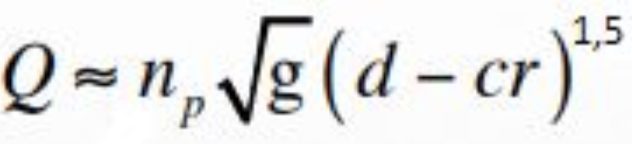 Q ≈ n_p √g (d − cr)^1,5